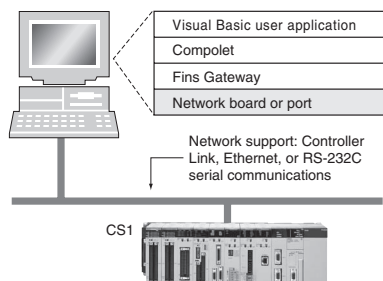 Visual Basic user application
Compolet
Fins Gateway
Network board or port
Network support: Controller
Link, Ethernet, or RS-232C
serial communications
CS1